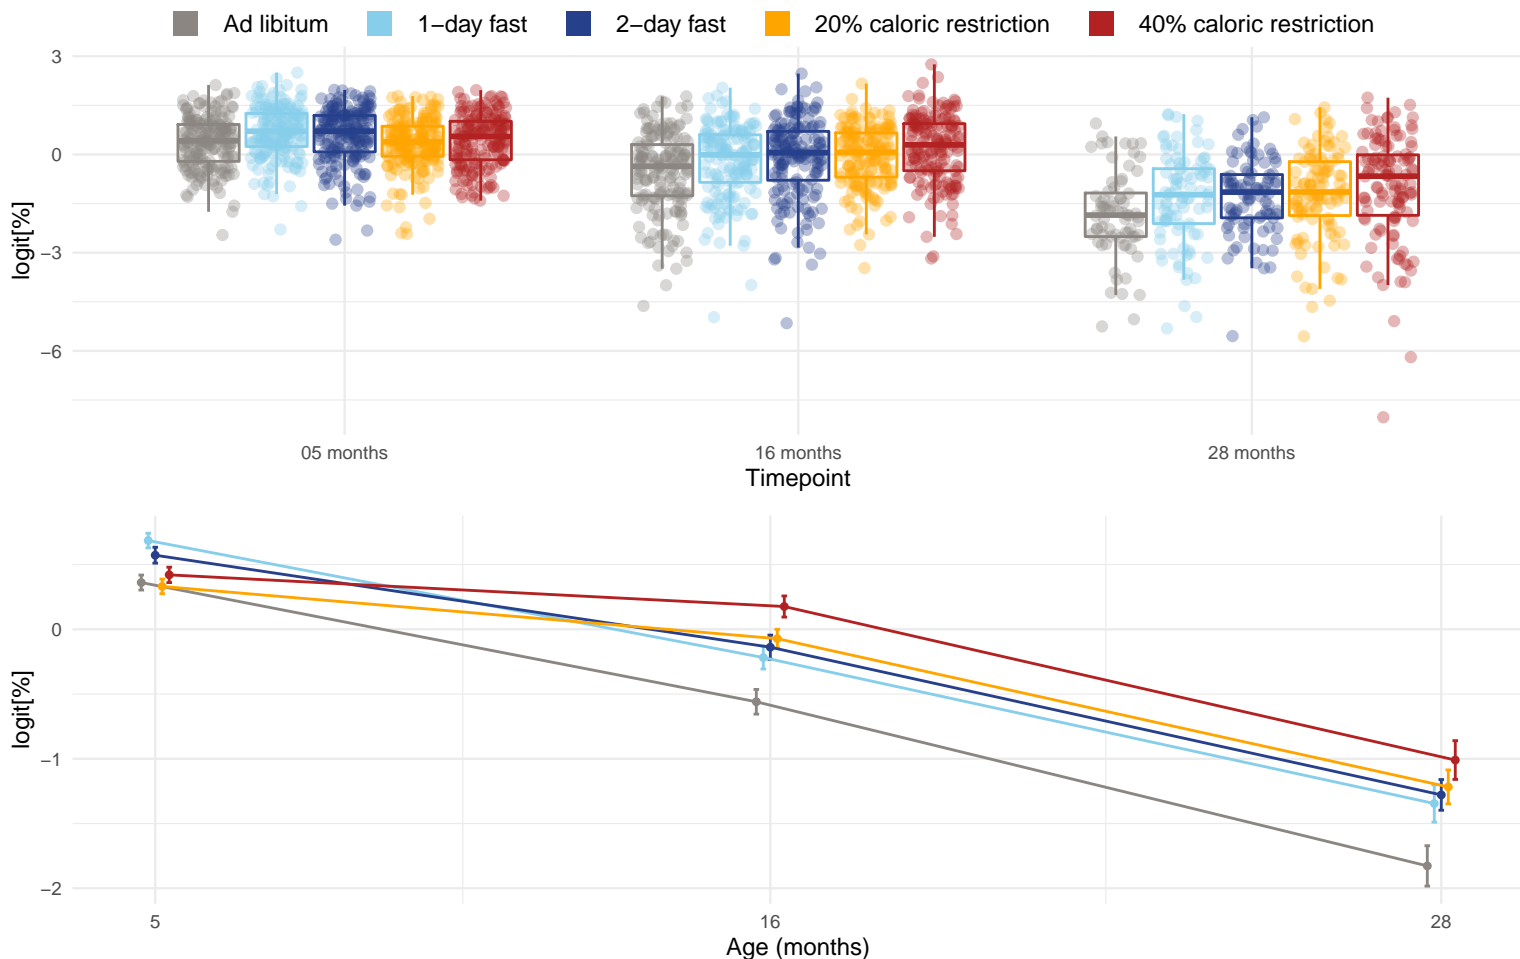 Ad libitum 1−day fast 2−day fast 20% caloric restriction 40% caloric restriction
3
0
−3
−6
logit[%]
05 months 16 months 28 months
Timepoint
0
−1
−2
logit[%]
5 16 28
Age (months)